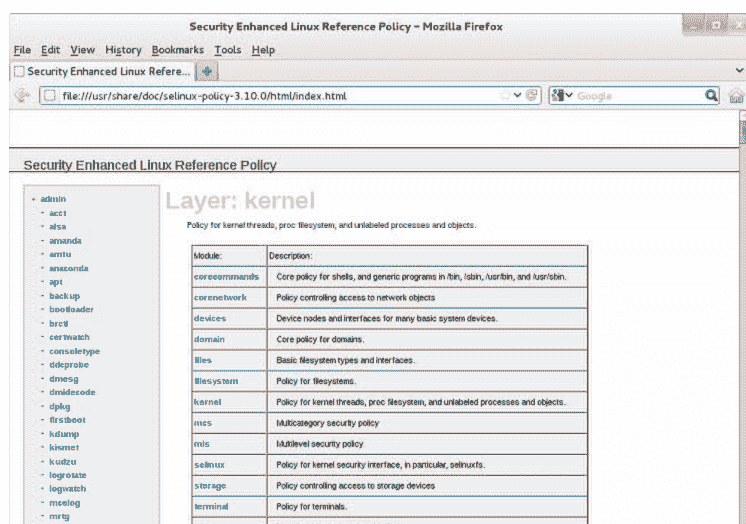 Security Enhanced Linux Reference Policy – Mozilla Firefox
File Edit View History Bookmarks Tools Help
Security Enhanced Linux Refere...
file:///usr/share/doc/selinux-policy-3.10.0/html/index.html
Google
Security Enhanced Linux Reference Policy
admin
- acct
- alsa
- amanda
- amtu
- anaconda
- apt
- backup
- bootloader
- brctl
- certwatch
- consoletype
- ddcprobe
- dmesg
- dmidecode
- dpkg
- firstboot
- kdump
- kismet
- kudzu
- logrotate
- logwatch
- mcelog
- mrtg
Layer: kernel
Policy for kernel threads, proc filesystem, and unlabeled processes and objects.
Module: Description:
corecommands Core policy for shells, and generic programs in /bin, /sbin, /usr/bin, and /usr/sbin.
corenetwork Policy controlling access to network objects
devices Device nodes and interfaces for many basic system devices.
domain Core policy for domains.
files Basic filesystem types and interfaces.
filesystem Policy for filesystems.
kernel Policy for kernel threads, proc filesystem, and unlabeled processes and objects.
mcs Multicategory security policy
mls Multilevel security policy
selinux Policy for kernel security interface, in particular, selinuxfs.
storage Policy controlling access to storage devices
terminal Policy for terminals.